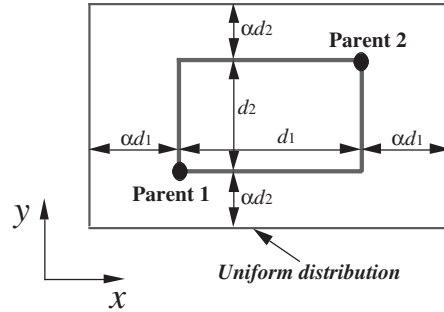 αd2
Parent 2
d2
αd1
d1
αd1
Parent 1
αd2
y
Uniform distribution
x